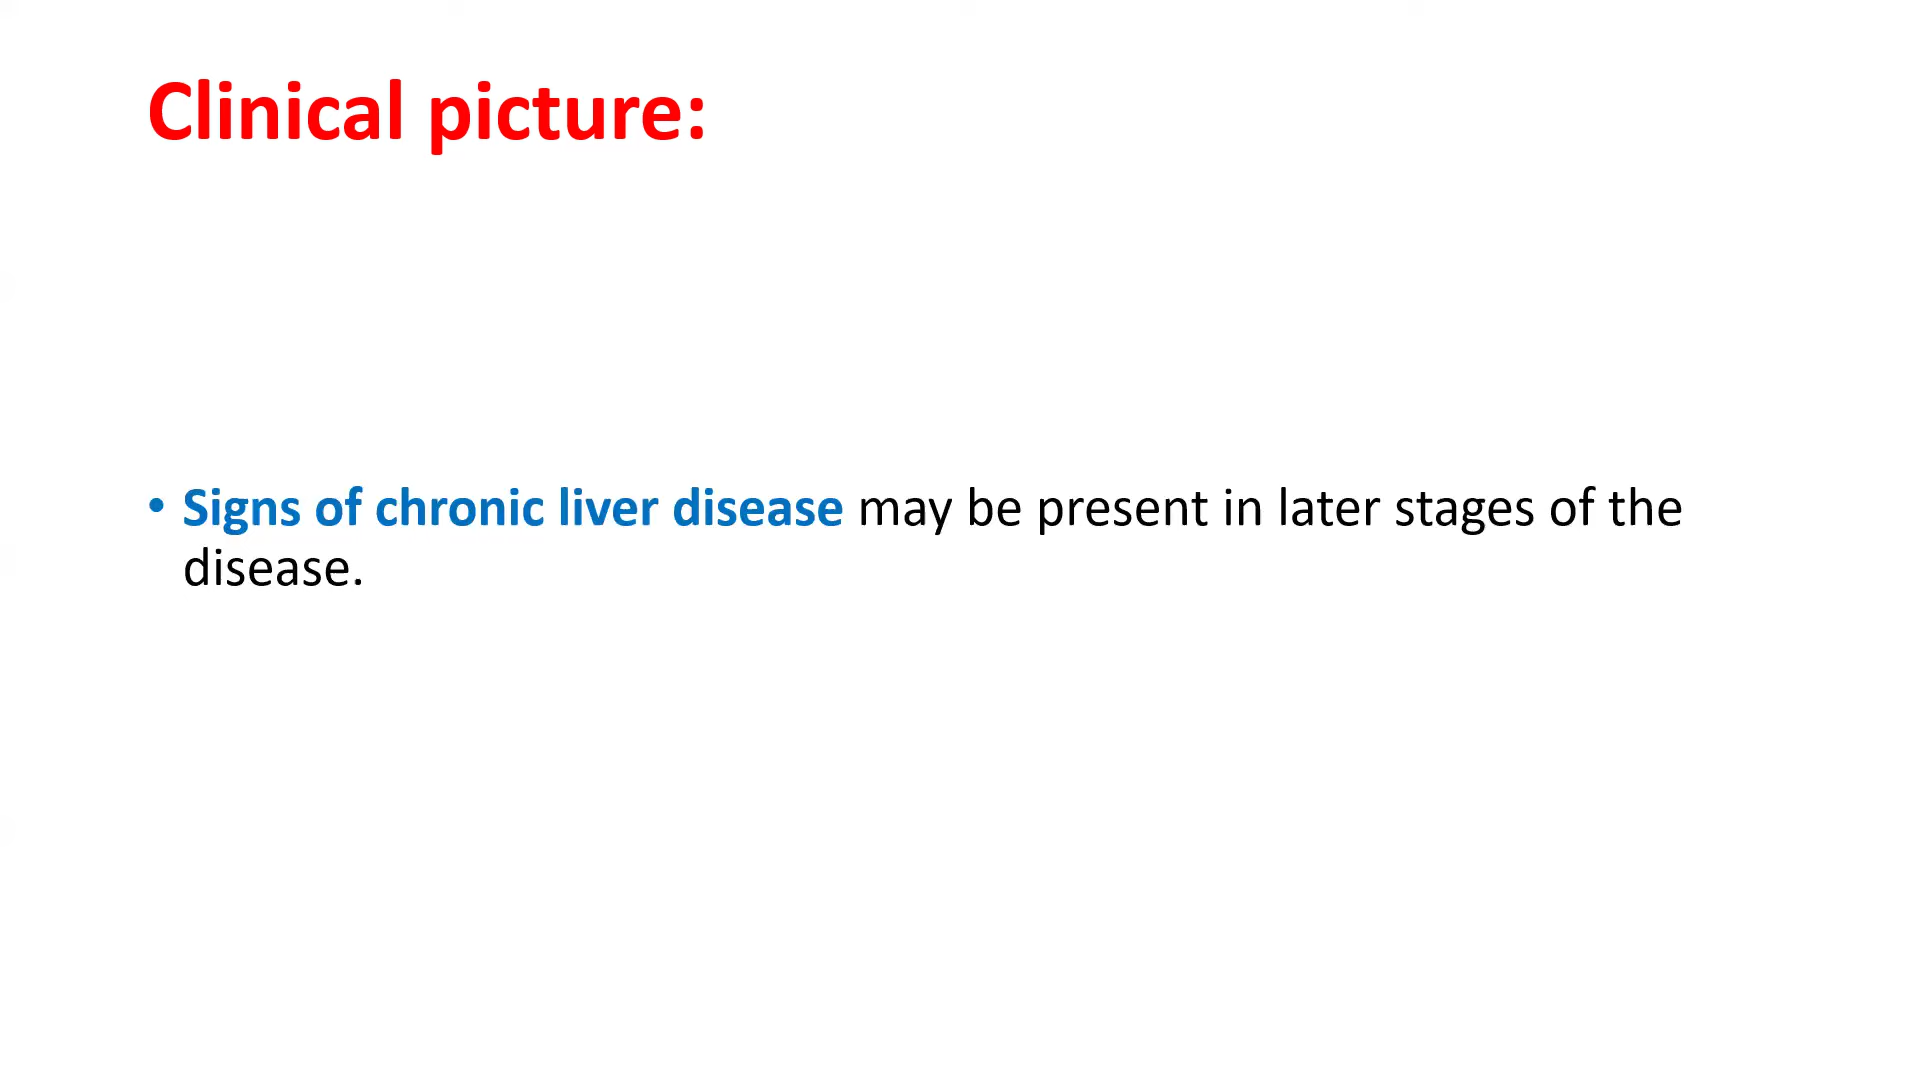 Clinical picture:
• Signs of chronic liver disease may be present in later stages of the
disease.